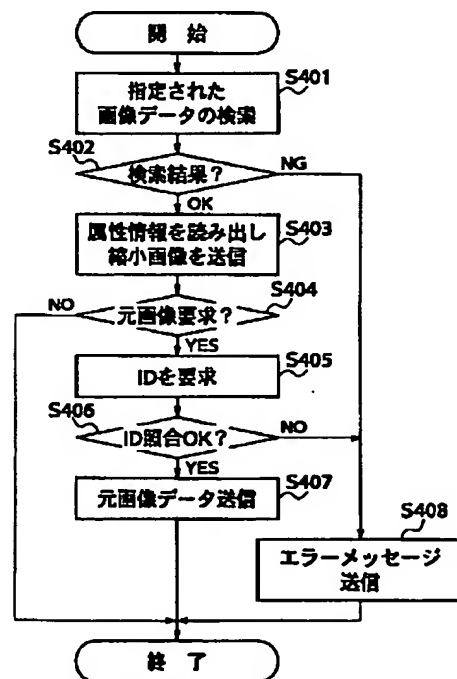 開 始
S401
指定された
画像データの検索
S402
検索結果?
NG
OK
属性情報を読み出し
縮小画像を送信
S403
S404
NO
元画像要求?
YES
S405
IDを要求
S406
ID照合OK?
NO
YES
S407
元画像データ送信
S408
エラーメッセージ
送信
終 了